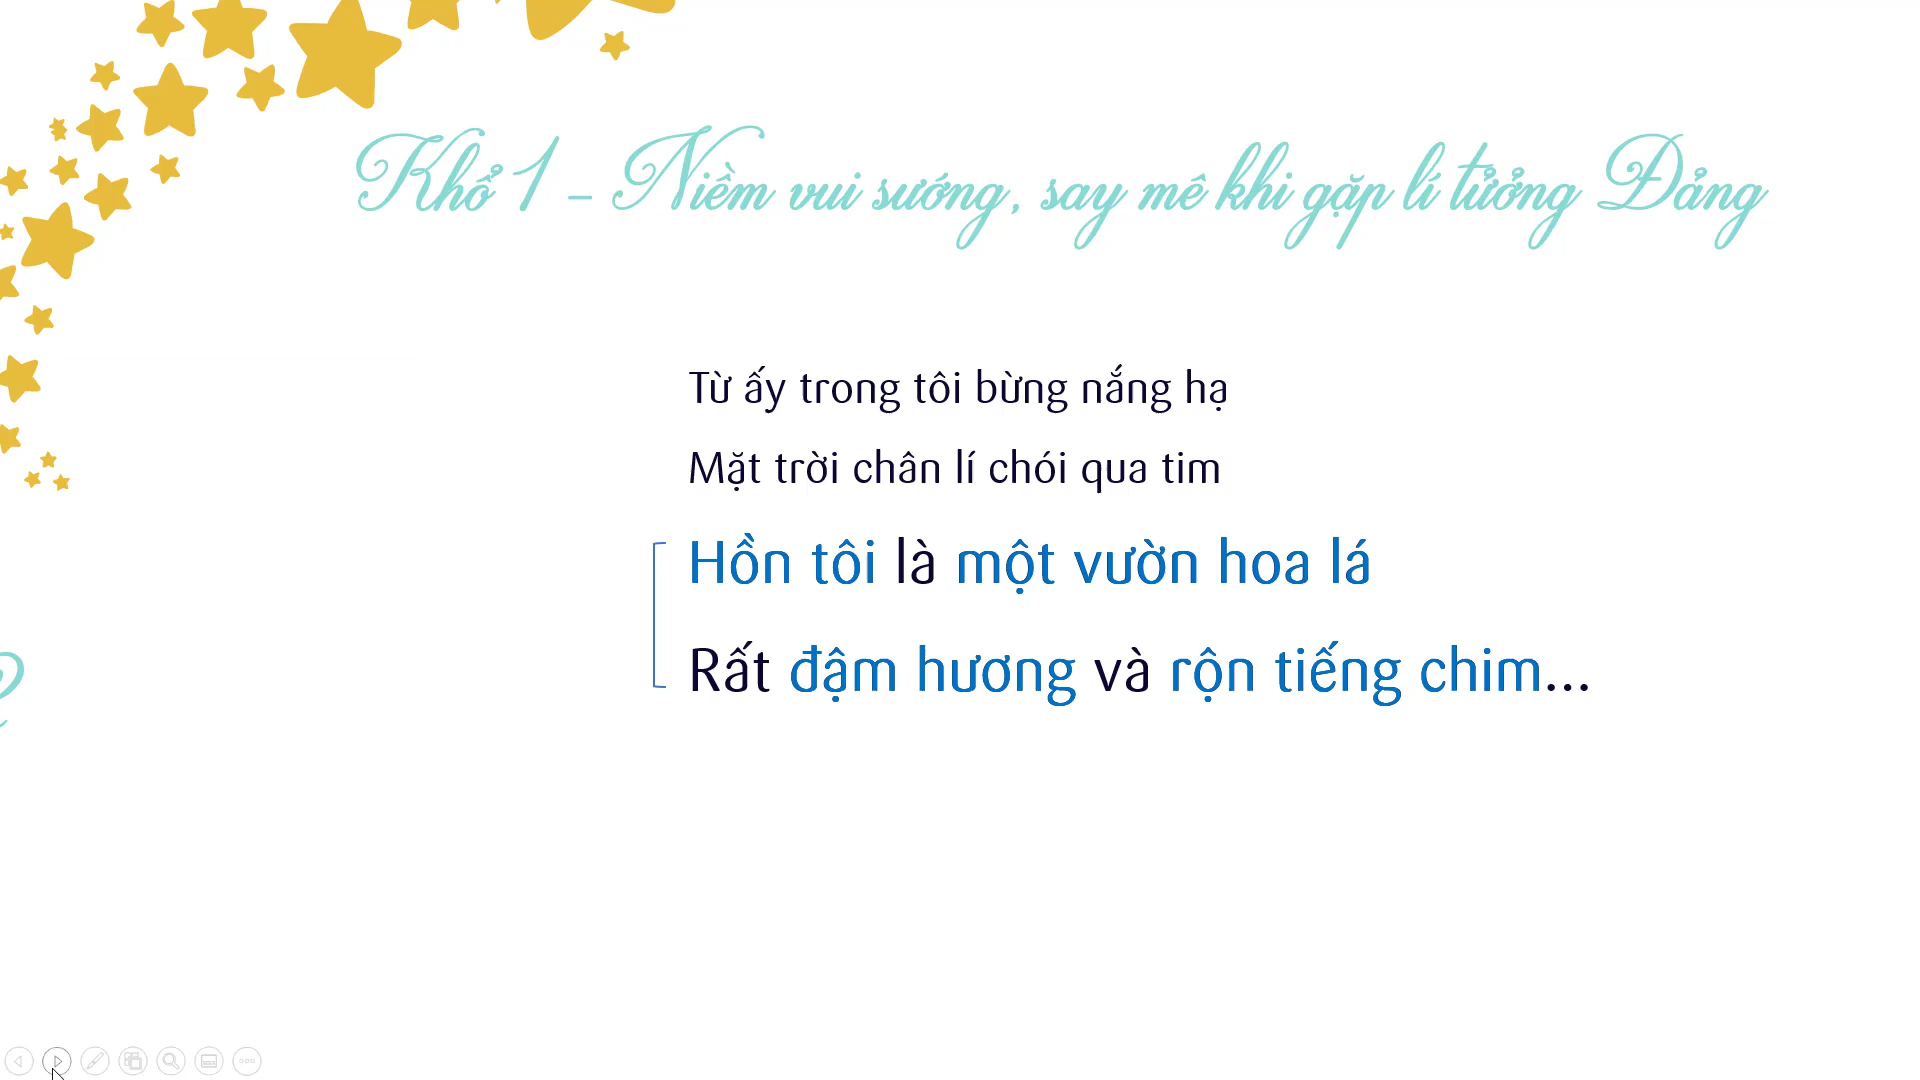 Khổ 1 - Niềm vui sướng, say mê khi gặp lí tưởng Đảng
Từ ấy trong tôi bừng nắng hạ
Mặt trời chân lí chói qua tim
Hồn tôi là một vườn hoa lá
Rất đậm hương và rộn tiếng chim...